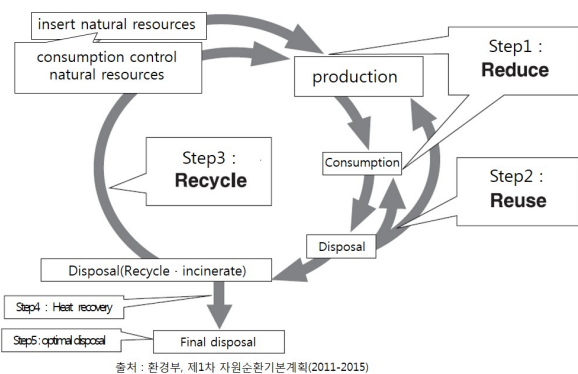 insert natural resources
consumption control
natural resources
production
Step1 :
Reduce
Step3 :
Recycle
Consumption
Step2 :
Reuse
Disposal
Disposal(Recycle · incinerate)
Step4 : Heat recovery
Step5 : optimal disposal
Final disposal
출처 : 환경부, 제1차 자원순환기본계획(2011-2015)